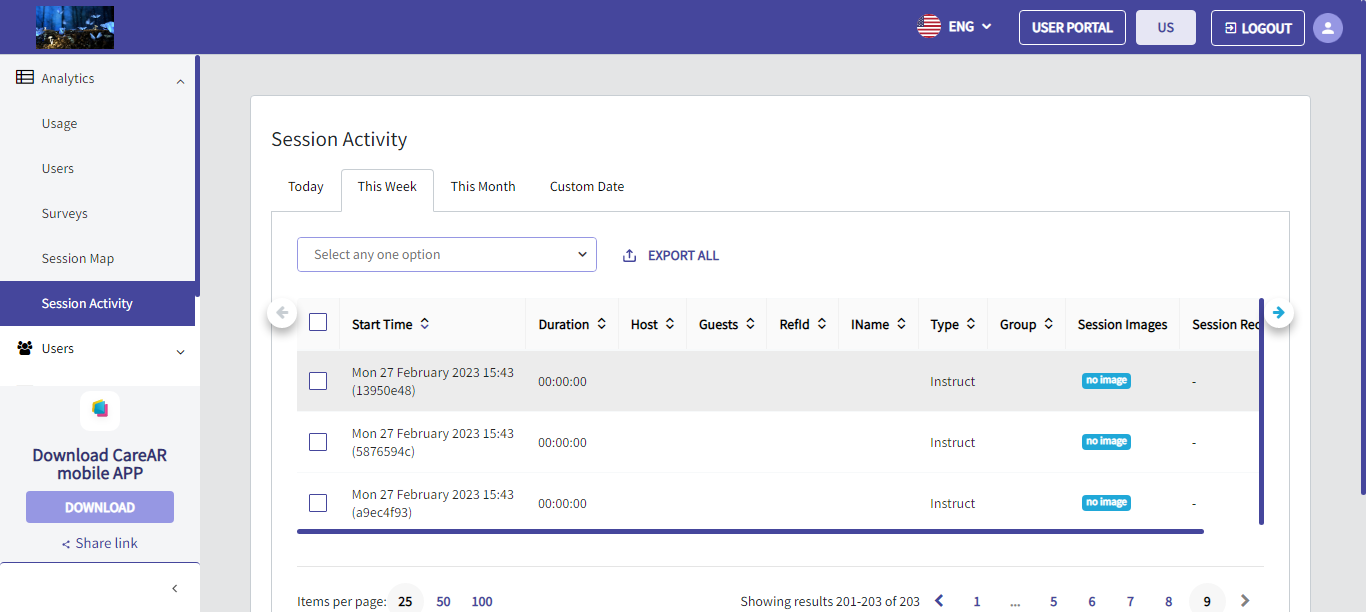 ENG
USER PORTAL
US
LOGOUT
Analytics
Usage
Users
Surveys
Session Map
Session Activity
Users
Download CareAR
mobile APP
DOWNLOAD
Share link
Session Activity
Today This Week This Month Custom Date
Select any one option
EXPORT ALL
Start Time Duration Host Guests RefId IName Type Group Session Images Session Rec
Mon 27 February 2023 15:43
(13950e48)
00:00:00 Instruct no image -
Mon 27 February 2023 15:43
(5876594c)
00:00:00 Instruct no image -
Mon 27 February 2023 15:43
(a9ec4f93)
00:00:00 Instruct no image -
Items per page: 25 50 100
Showing results 201-203 of 203 1 ... 5 6 7 8 9